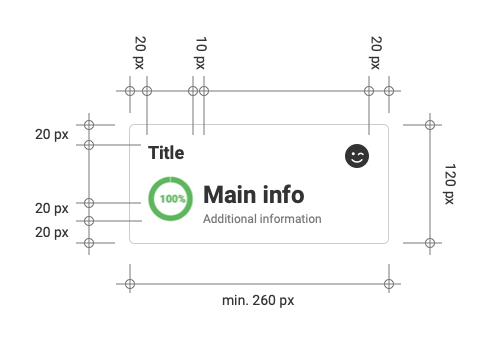 20 px
10 px
20 px
20 px
Title
100%
Main info
20 px
Additional information
20 px
120 px
min. 260 px